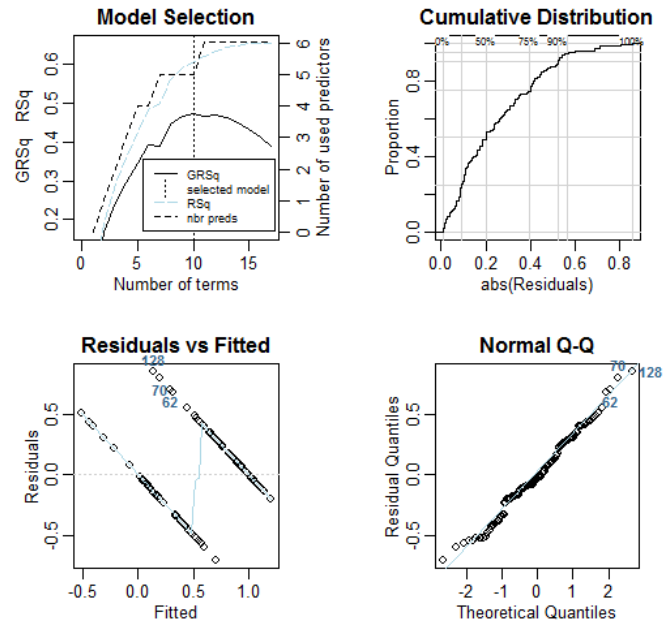 Model Selection
GRSq   RSq
0.2 0.3 0.4 0.5 0.6
0 1 2 3 4 5 6
Number of used predictors
GRSq
selected model
RSq
nbr preds
0 5 10 15
Number of terms
Cumulative Distribution
0% 50% 75% 90% 100%
Proportion
0.0 0.4 0.8
0.0 0.2 0.4 0.6 0.8
abs(Residuals)
Residuals vs Fitted
128
70
62
Residuals
-0.5 0.0 0.5
-0.5 0.0 0.5 1.0
Fitted
Normal Q-Q
70
128
62
Residual Quantiles
-0.5 0.0 0.5
-2 -1 0 1 2
Theoretical Quantiles